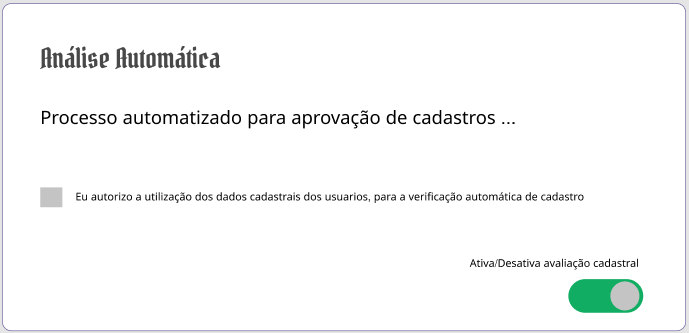 Análise Automática
Processo automatizado para aprovação de cadastros ...
Eu autorizo a utilização dos dados cadastrais dos usuarios, para a verificação automática de cadastro
Ativa/Desativa avaliação cadastral